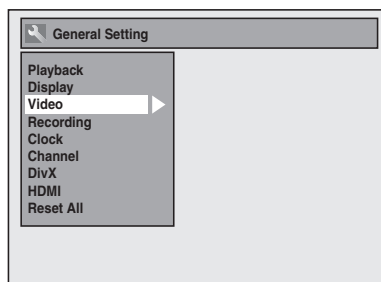 General Setting
Playback
Display
Video
Recording
Clock
Channel
DivX
HDMI
Reset All